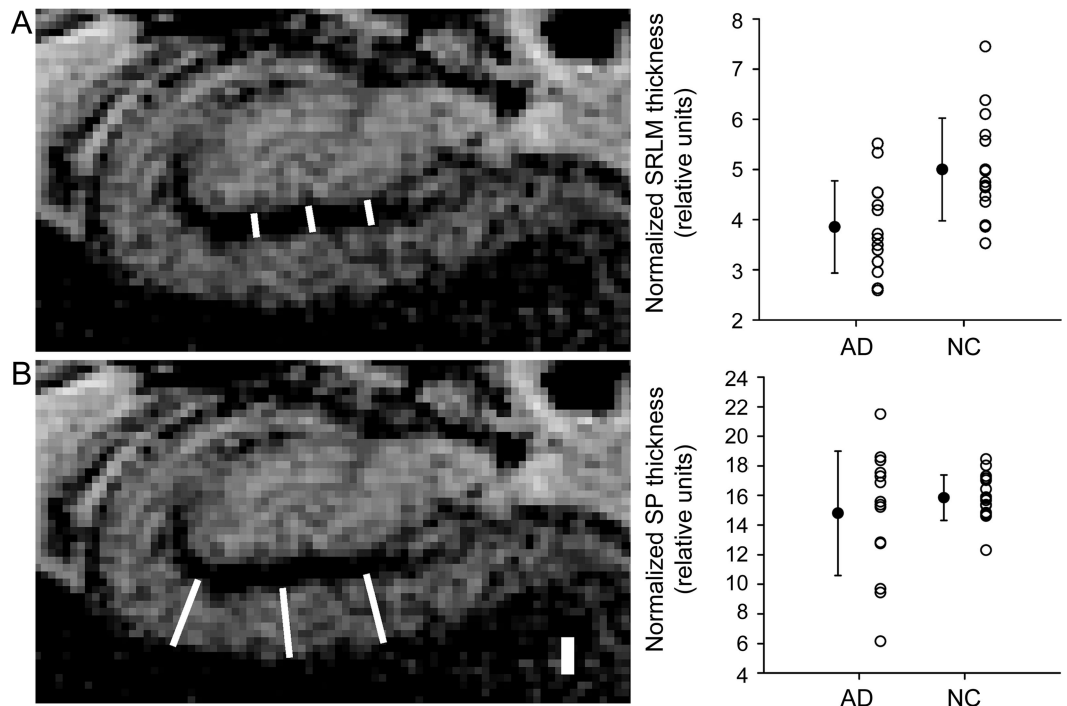 A
Normalized SRLM thickness
(relative units)
8
7
6
5
4
3
2
AD NC
B
Normalized SP thickness
(relative units)
24
22
20
18
16
14
12
10
8
6
4
AD NC